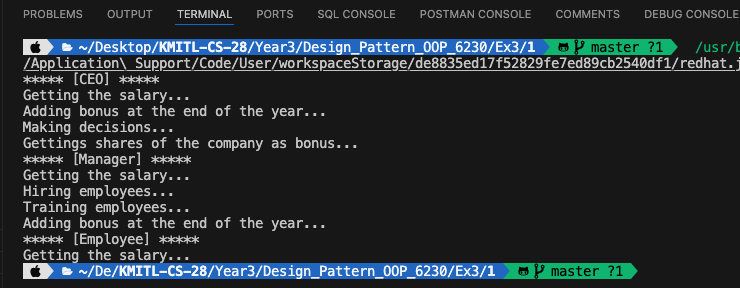 PROBLEMS OUTPUT TERMINAL PORTS SQL CONSOLE POSTMAN CONSOLE COMMENTS DEBUG CONSOLE
~/Desktop/KMITL-CS-28/Year3/Design_Pattern_OOP_6230/Ex3/1 master ?1 /usr/b
/Application\ Support/Code/User/workspaceStorage/de8835ed17f52829fe7ed89cb2540df1/redhat.j
***** [CEO] *****
Getting the salary...
Adding bonus at the end of the year...
Making decisions...
Gettings shares of the company as bonus...
***** [Manager] *****
Getting the salary...
Hiring employees...
Training employees...
Adding bonus at the end of the year...
***** [Employee] *****
Getting the salary...
~/De/KMITL-CS-28/Year3/Design_Pattern_OOP_6230/Ex3/1 master ?1